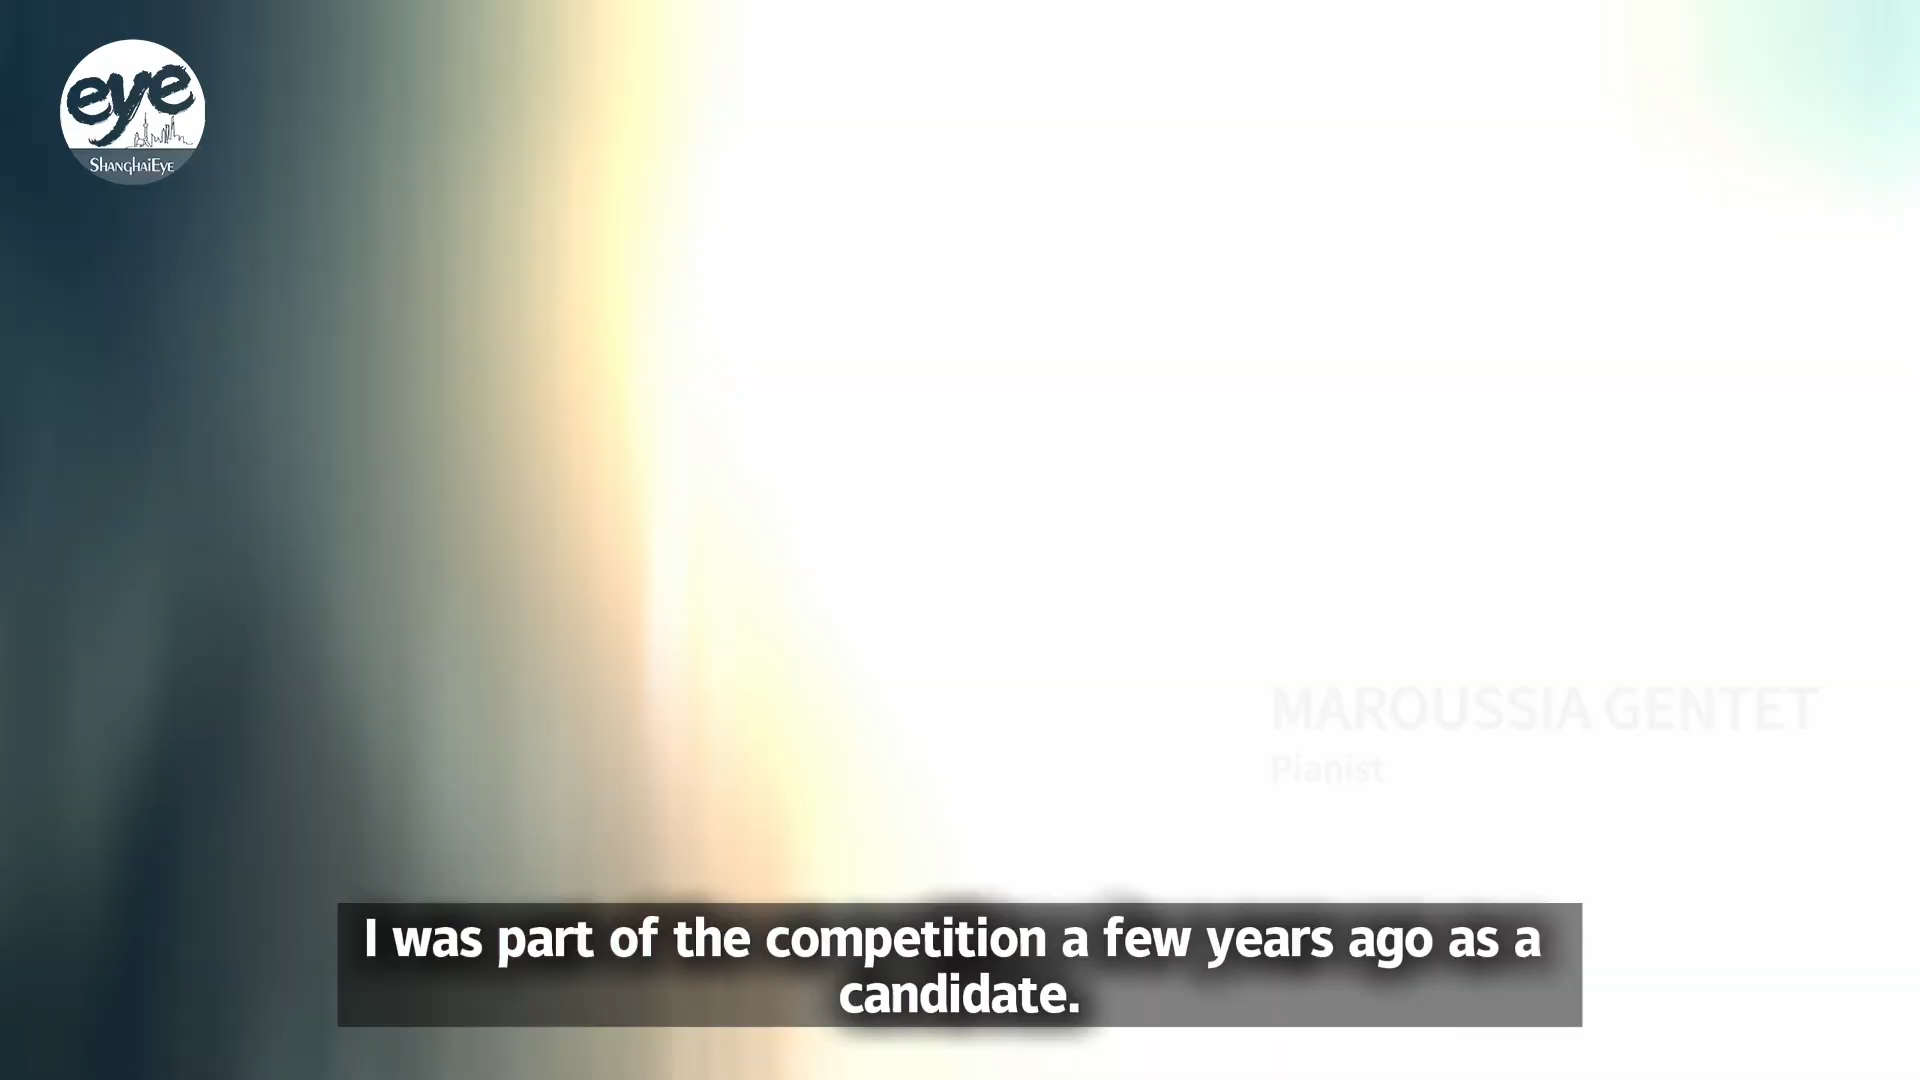 eye
ShanghaiEye
MAROUSSIA GENTET
Pianist
I was part of the competition a few years ago as a
candidate.